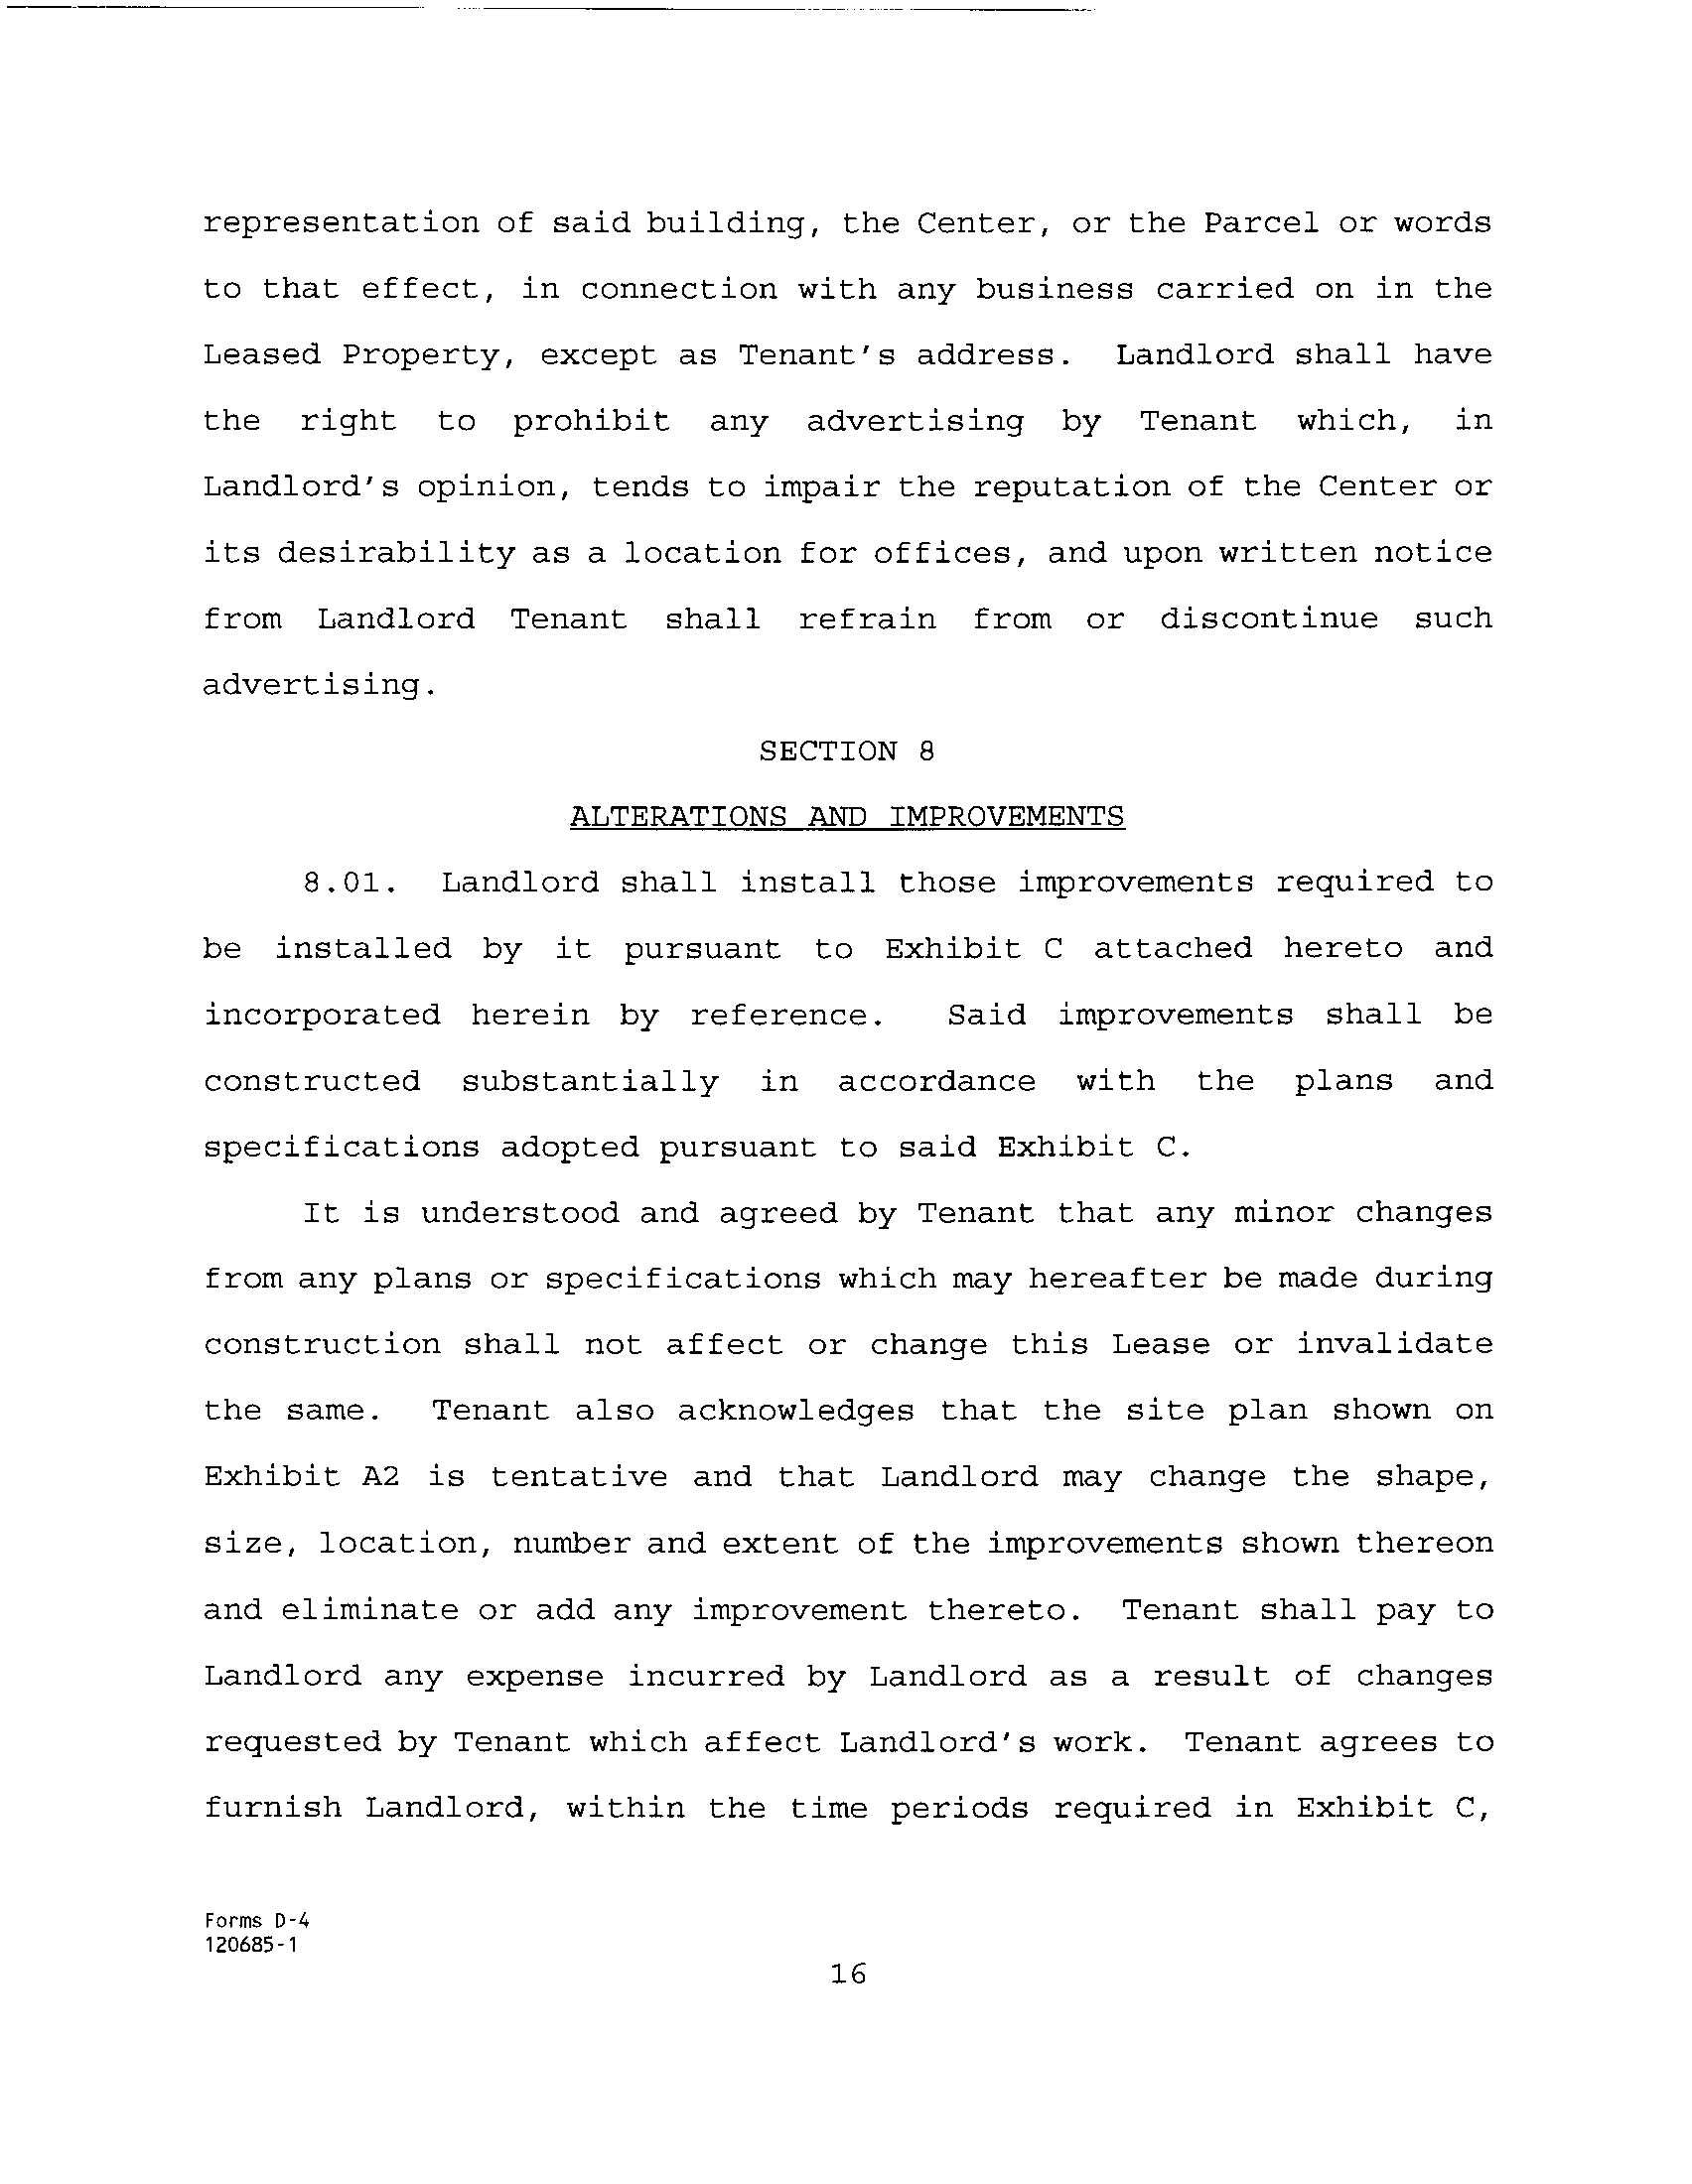 representation of said building, the Center, or the Parcel or words
to that effect, in connection with any business carried on in the
Leased Property, except as Tenant's address. Landlord shall have
the right to prohibit any advertising by Tenant which, in
Landlord's opinion, tends to impair the reputation of the Center or
its desirability as a location for offices, and upon written notice
from Landlord Tenant shall refrain from or discontinue such
advertising.
SECTION 8
ALTERATIONS AND IMPROVEMENTS
8.01. Landlord shall install those improvements required to
be installed by it pursuant to Exhibit C attached hereto and
incorporated herein by reference. Said improvements shall be
constructed substantially in accordance with the plans and
specifications adopted pursuant to said Exhibit C.
It is understood and agreed by Tenant that any minor changes
from any plans or specifications which may hereafter be made during
construction shall not affect or change this Lease or invalidate
the same. Tenant also acknowledges that the site plan shown on
Exhibit A2 is tentative and that Landlord may change the shape,
size, location, number and extent of the improvements shown thereon
and eliminate or add any improvement thereto. Tenant shall pay to
Landlord any expense incurred by Landlord as a result of changes
requested by Tenant which affect Landlord's work. Tenant agrees to
furnish Landlord, within the time periods required in Exhibit C,
Forms D-4
120685-1
16